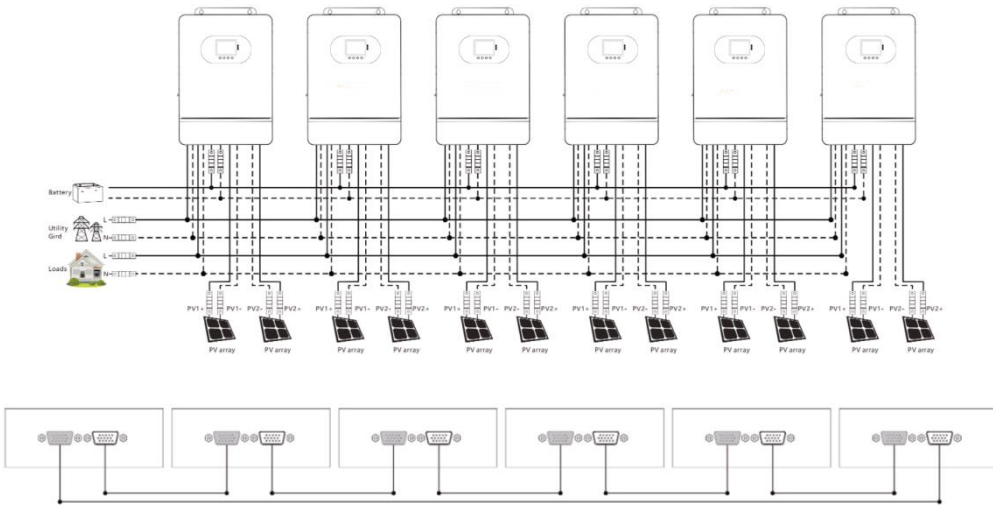 Battery
Utility
Gird
L
N
Loads
L
N
PV1+ PV1- PV2- PV2+ PV1+ PV1- PV2- PV2+ PV1+ PV1- PV2- PV2+ PV1+ PV1- PV2- PV2+ PV1+ PV1- PV2- PV2+ PV1+ PV1- PV2- PV2+
PV array PV array PV array PV array PV array PV array PV array PV array PV array PV array PV array PV array